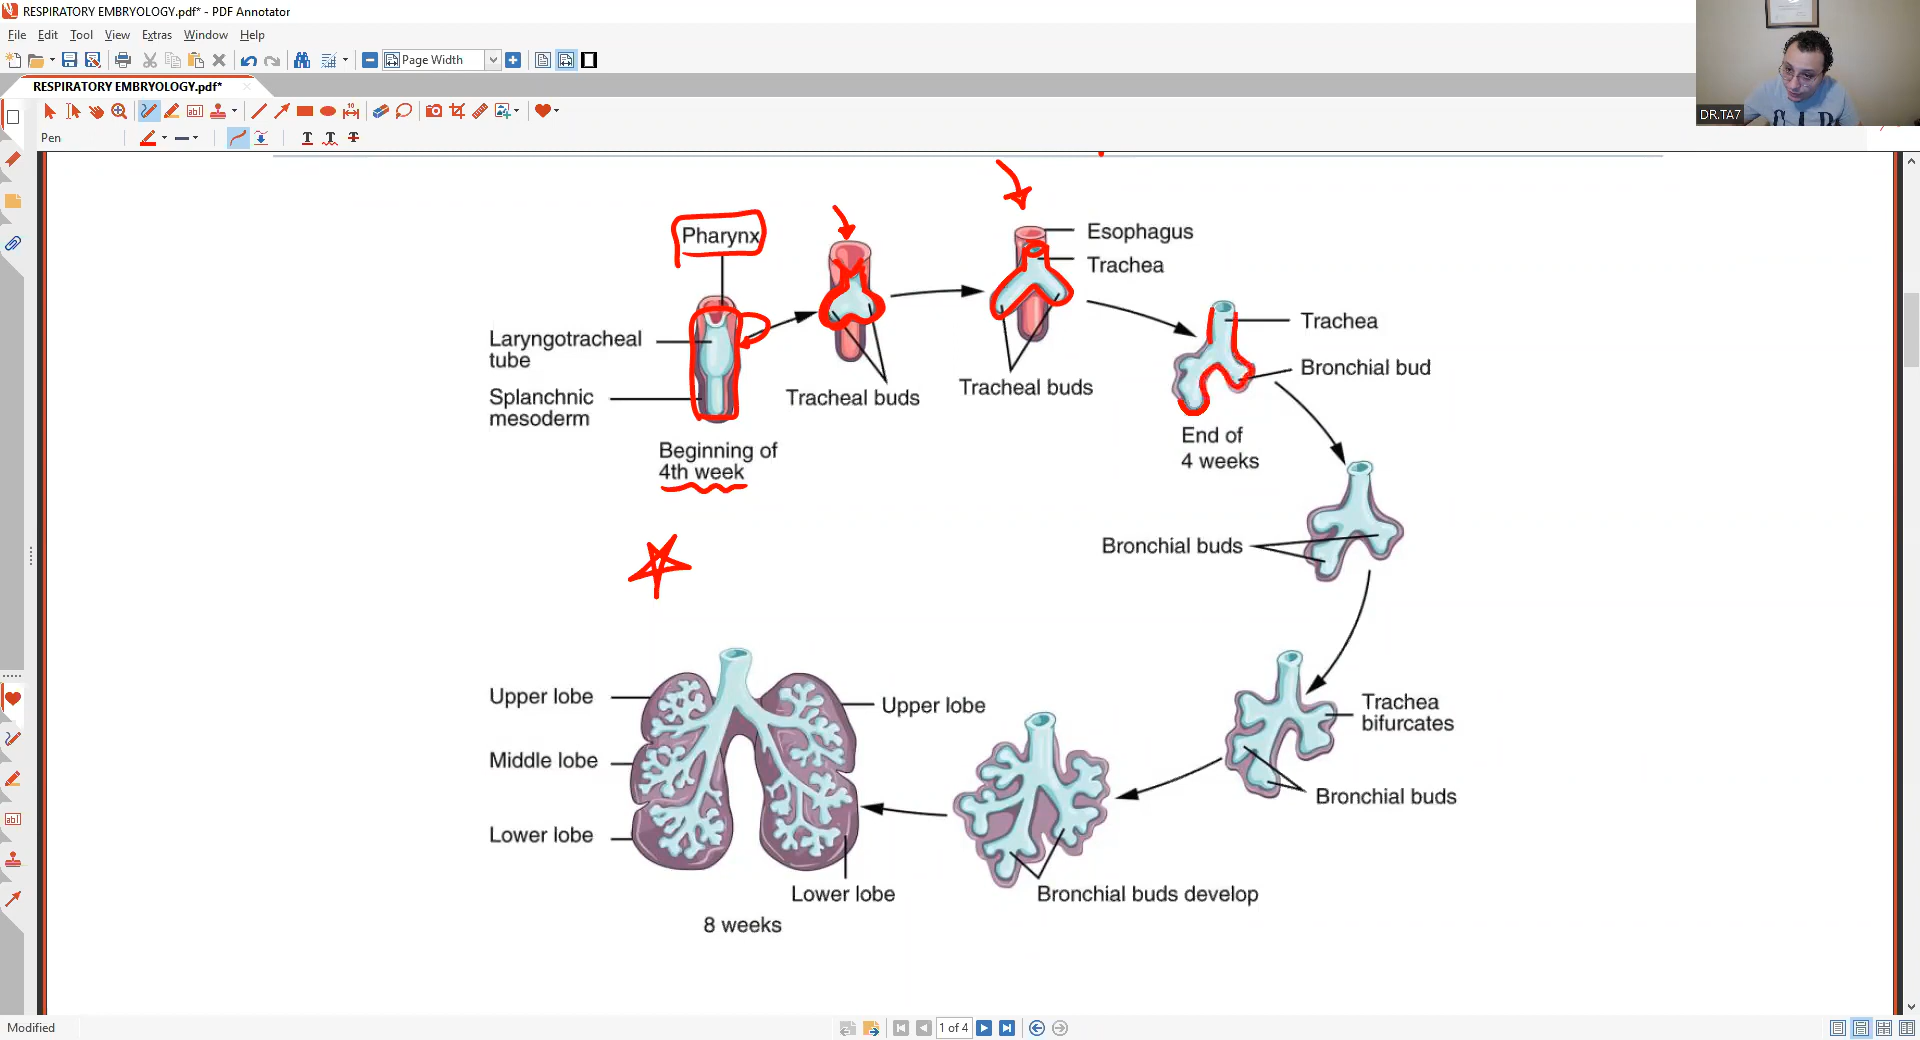 RESPIRATORY EMBRYOLOGY.pdf* - PDF Annotator
File Edit Tool View Extras Window Help
Page Width
RESPIRATORY EMBRYOLOGY.pdf*
Pen
DR.TA7
Pharynx
Esophagus
Trachea
Laryngotracheal
tube
Splanchnic
mesoderm
Tracheal buds
Tracheal buds
Trachea
Bronchial bud
Beginning of
4th week
End of
4 weeks
Bronchial buds
Trachea
bifurcates
Bronchial buds
Bronchial buds develop
Upper lobe
Middle lobe
Lower lobe
Upper lobe
Lower lobe
8 weeks
Modified
1 of 4